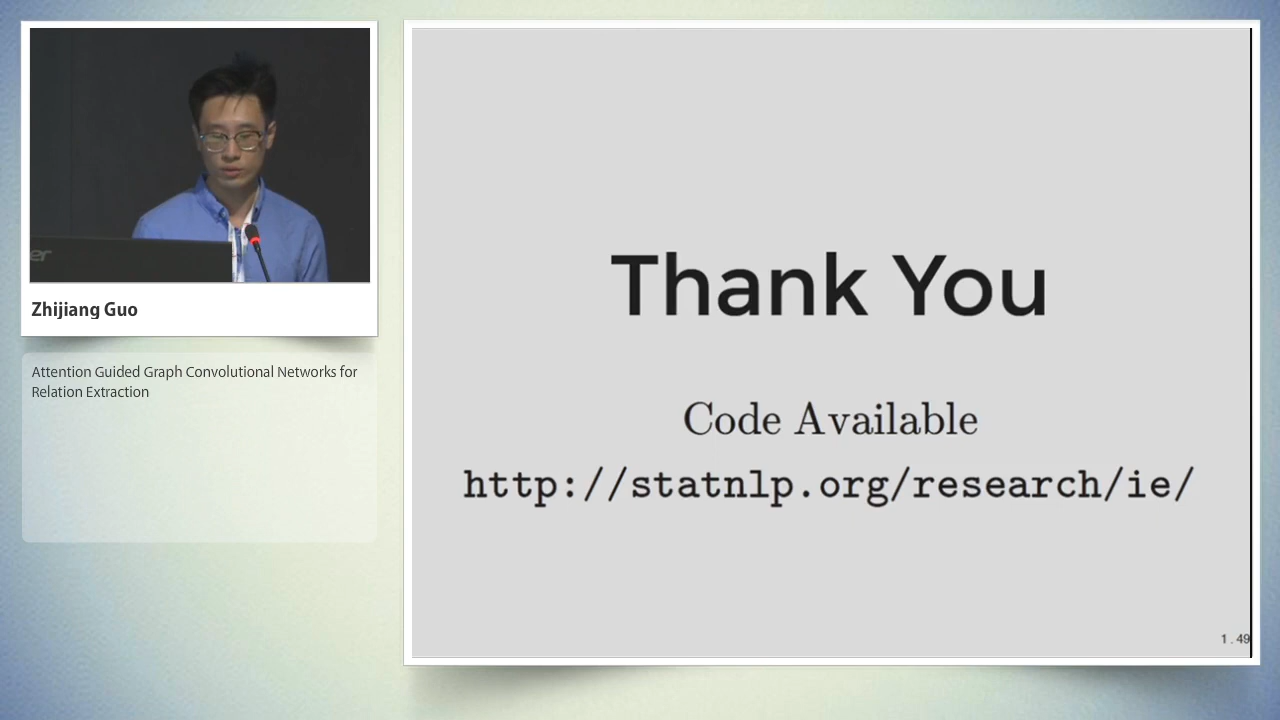 er
Zhijiang Guo
Attention Guided Graph Convolutional Networks for
Relation Extraction
Thank You
Code Available
http://statnlp.org/research/ie/
1 . 49